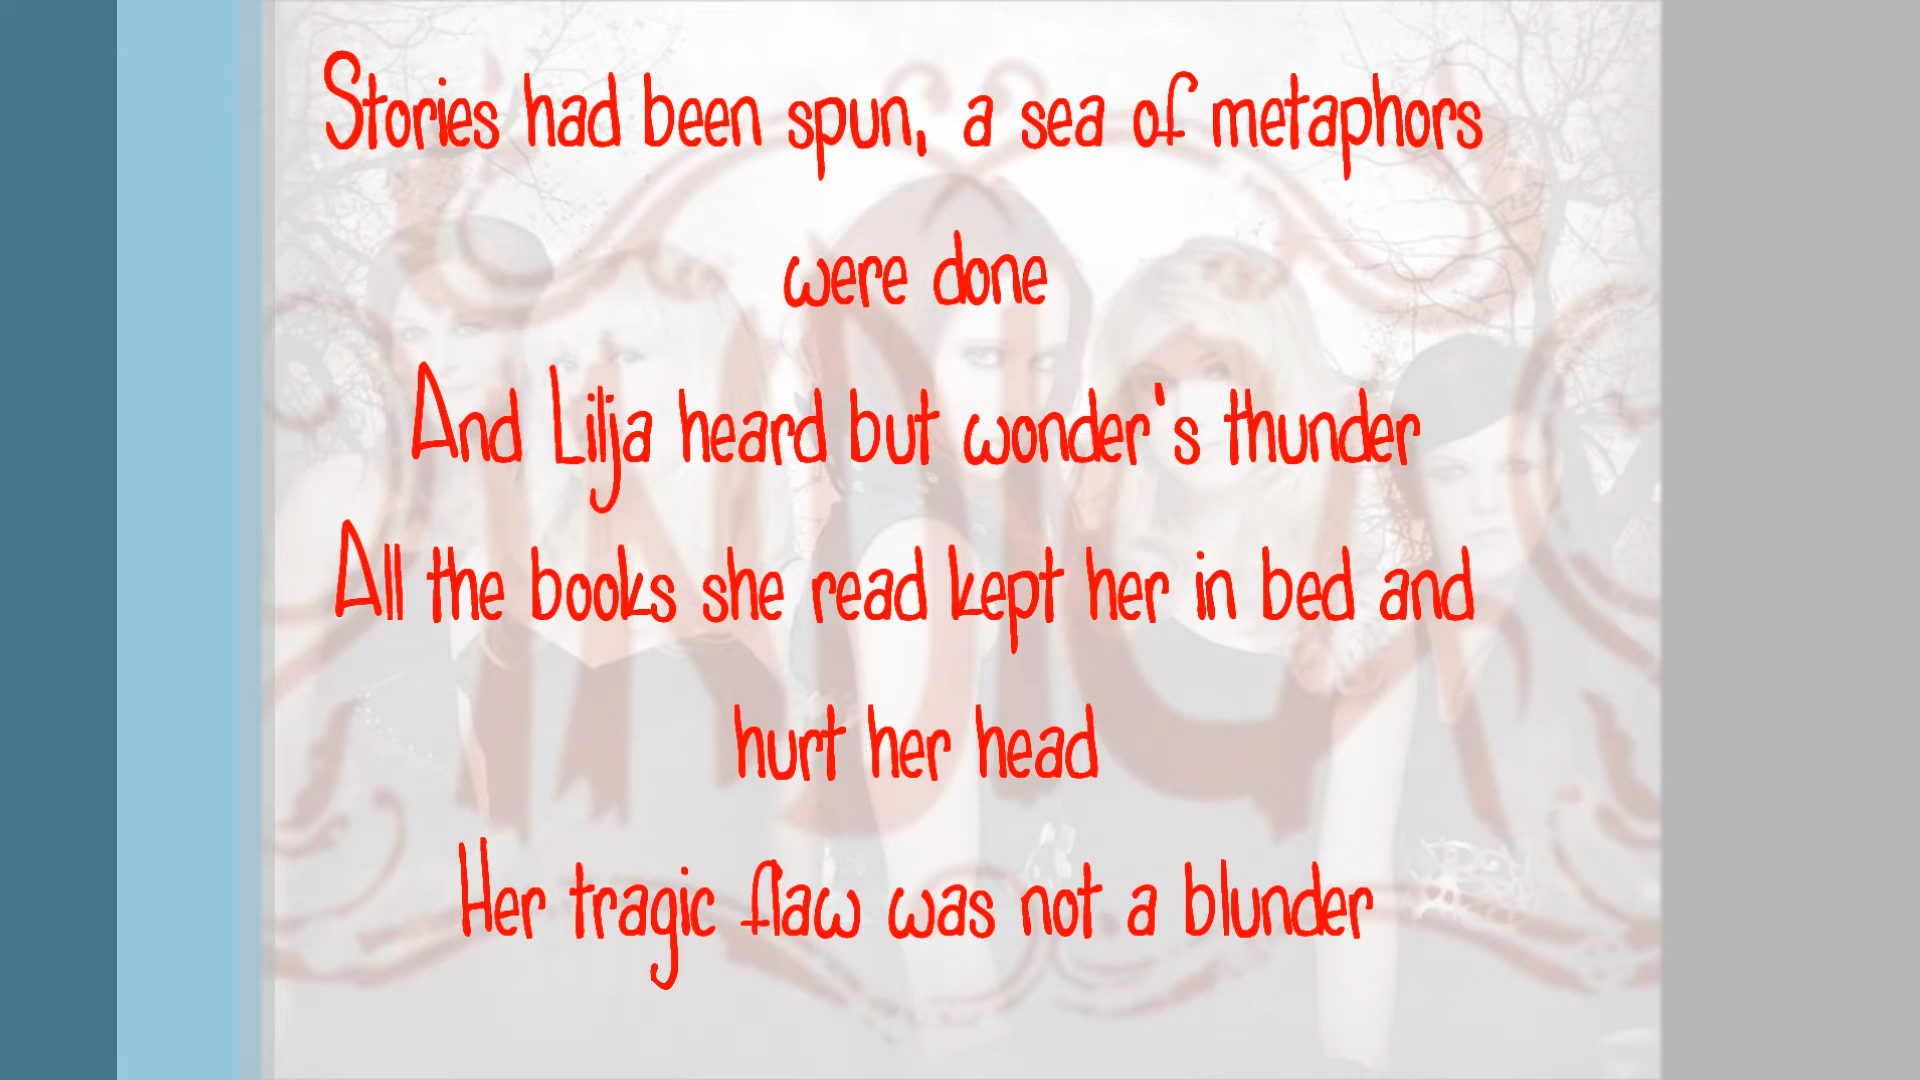 Stories had been spun, a sea of metaphors
were done
And Lilja heard but wonder's thunder
All the books she read kept her in bed and
hurt her head
Her tragic flaw was not a blunder
INDICA